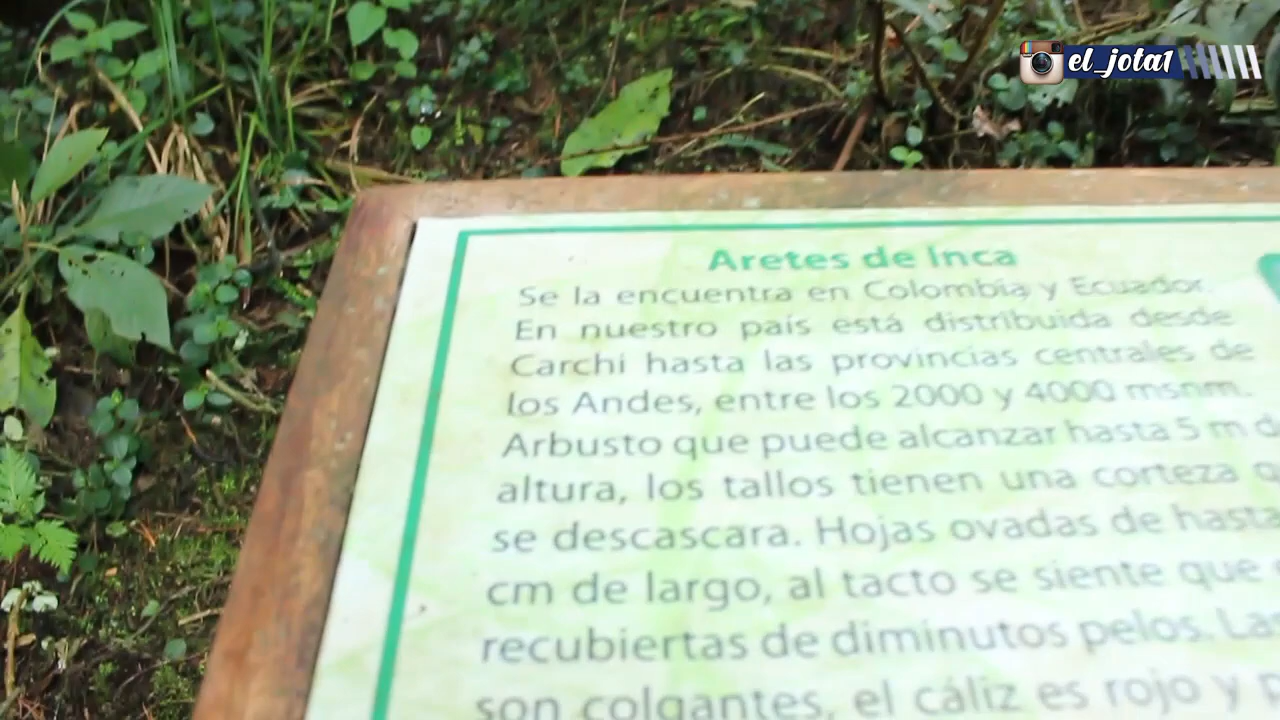 el_jota1
Aretes de Inca
Se la encuentra en Colombia y Ecuador.
En nuestro país está distribuida desde
Carchi hasta las provincias centrales de
los Andes, entre los 2000 y 4000 msnm.
Arbusto que puede alcanzar hasta 5 m d
altura, los tallos tienen una corteza q
se descascara. Hojas ovadas de hasta
cm de largo, al tacto se siente que
recubiertas de diminutos pelos. Las
son colgantes, el cáliz es rojo y